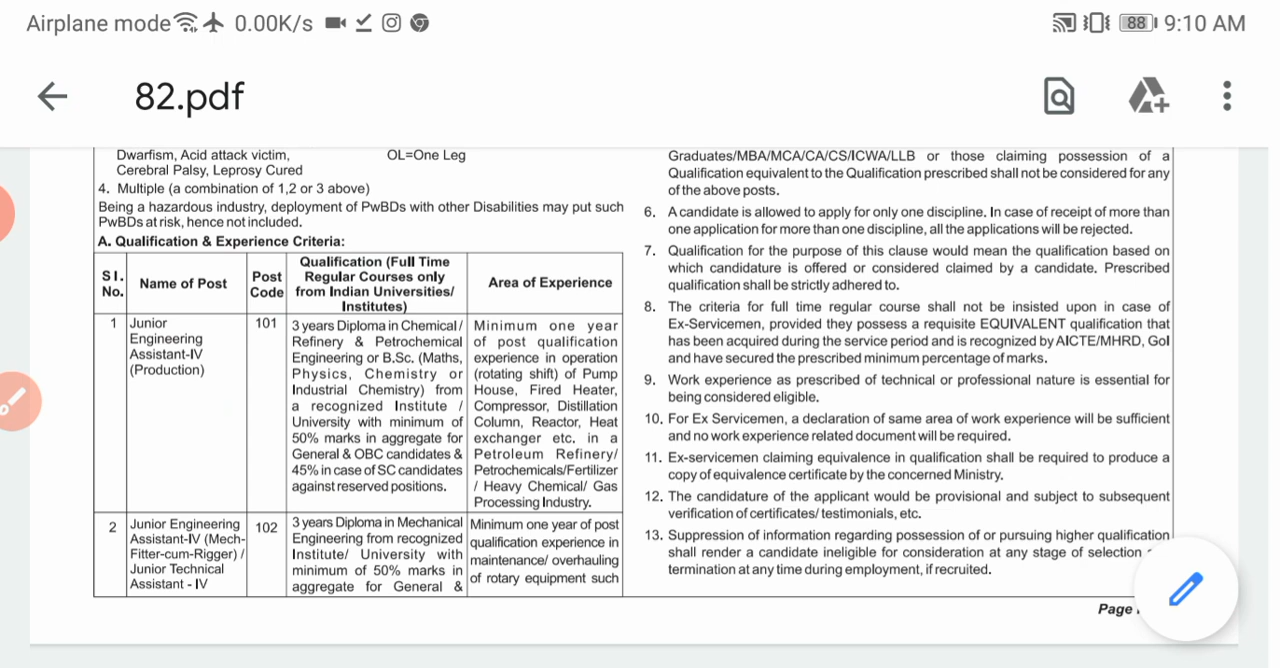 Airplane mode 0.00K/s 88 9:10 AM
82.pdf
Dwarfism, Acid attack victim, OL=One Leg
Cerebral Palsy, Leprosy Cured
4. Multiple (a combination of 1,2 or 3 above)
Being a hazardous industry, deployment of PwBDs with other Disabilities may put such
PwBDs at risk, hence not included.
A. Qualification & Experience Criteria:
Sl. No.
Name of Post
Post Code
Qualification (Full Time
Regular Courses only
from Indian Universities/
Institutes)
Area of Experience
1
Junior
Engineering
Assistant-IV
(Production)
101
3 years Diploma in Chemical/
Refinery & Petrochemical
Engineering or B.Sc. (Maths,
Physics, Chemistry or
Industrial Chemistry) from
a recognized Institute /
University with minimum of
50% marks in aggregate for
General & OBC candidates &
45% in case of SC candidates
against reserved positions.
Minimum one year
of post qualification
experience in operation
(rotating shift) of Pump
House, Fired Heater,
Compressor, Distillation
Column, Reactor, Heat
exchanger etc. in a
Petroleum Refinery/
Petrochemicals/Fertilizer
/ Heavy Chemical/ Gas
Processing Industry.
2
Junior Engineering
Assistant-IV (Mech-
Fitter-cum-Rigger) /
Junior Technical
Assistant - IV
102
3 years Diploma in Mechanical
Engineering from recognized
Institute/ University with
minimum of 50% marks in
aggregate for General &
Minimum one year of post
qualification experience in
maintenance/ overhauling
of rotary equipment such
Graduates/MBA/MCA/CA/CS/ICWA/LLB or those claiming possession of a
Qualification equivalent to the Qualification prescribed shall not be considered for any
of the above posts.
6. A candidate is allowed to apply for only one discipline. In case of receipt of more than
one application for more than one discipline, all the applications will be rejected.
7. Qualification for the purpose of this clause would mean the qualification based on
which candidature is offered or considered claimed by a candidate. Prescribed
qualification shall be strictly adhered to.
8. The criteria for full time regular course shall not be insisted upon in case of
Ex-Servicemen, provided they possess a requisite EQUIVALENT qualification that
has been acquired during the service period and is recognized by AICTE/MHRD, GoI
and have secured the prescribed minimum percentage of marks.
9. Work experience as prescribed of technical or professional nature is essential for
being considered eligible.
10. For Ex Servicemen, a declaration of same area of work experience will be sufficient
and no work experience related document will be required.
11. Ex-servicemen claiming equivalence in qualification shall be required to produce a
copy of equivalence certificate by the concerned Ministry.
12. The candidature of the applicant would be provisional and subject to subsequent
verification of certificates/ testimonials, etc.
13. Suppression of information regarding possession of or pursuing higher qualification
shall render a candidate ineligible for consideration at any stage of selection
termination at any time during employment, if recruited.
Page